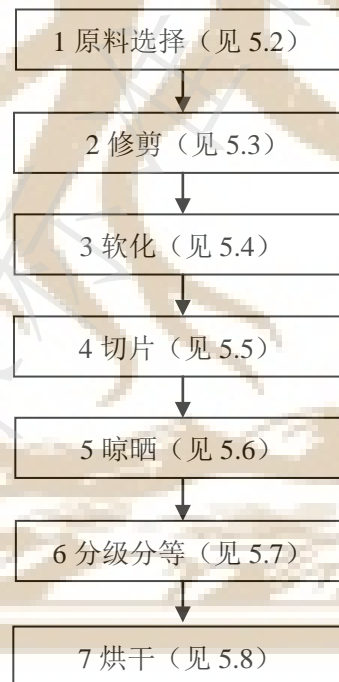 1 原料选择（见 5.2）
2 修剪（见 5.3）
3 软化（见 5.4）
4 切片（见 5.5）
5 晾晒（见 5.6）
6 分级分等（见 5.7）
7 烘干（见 5.8）